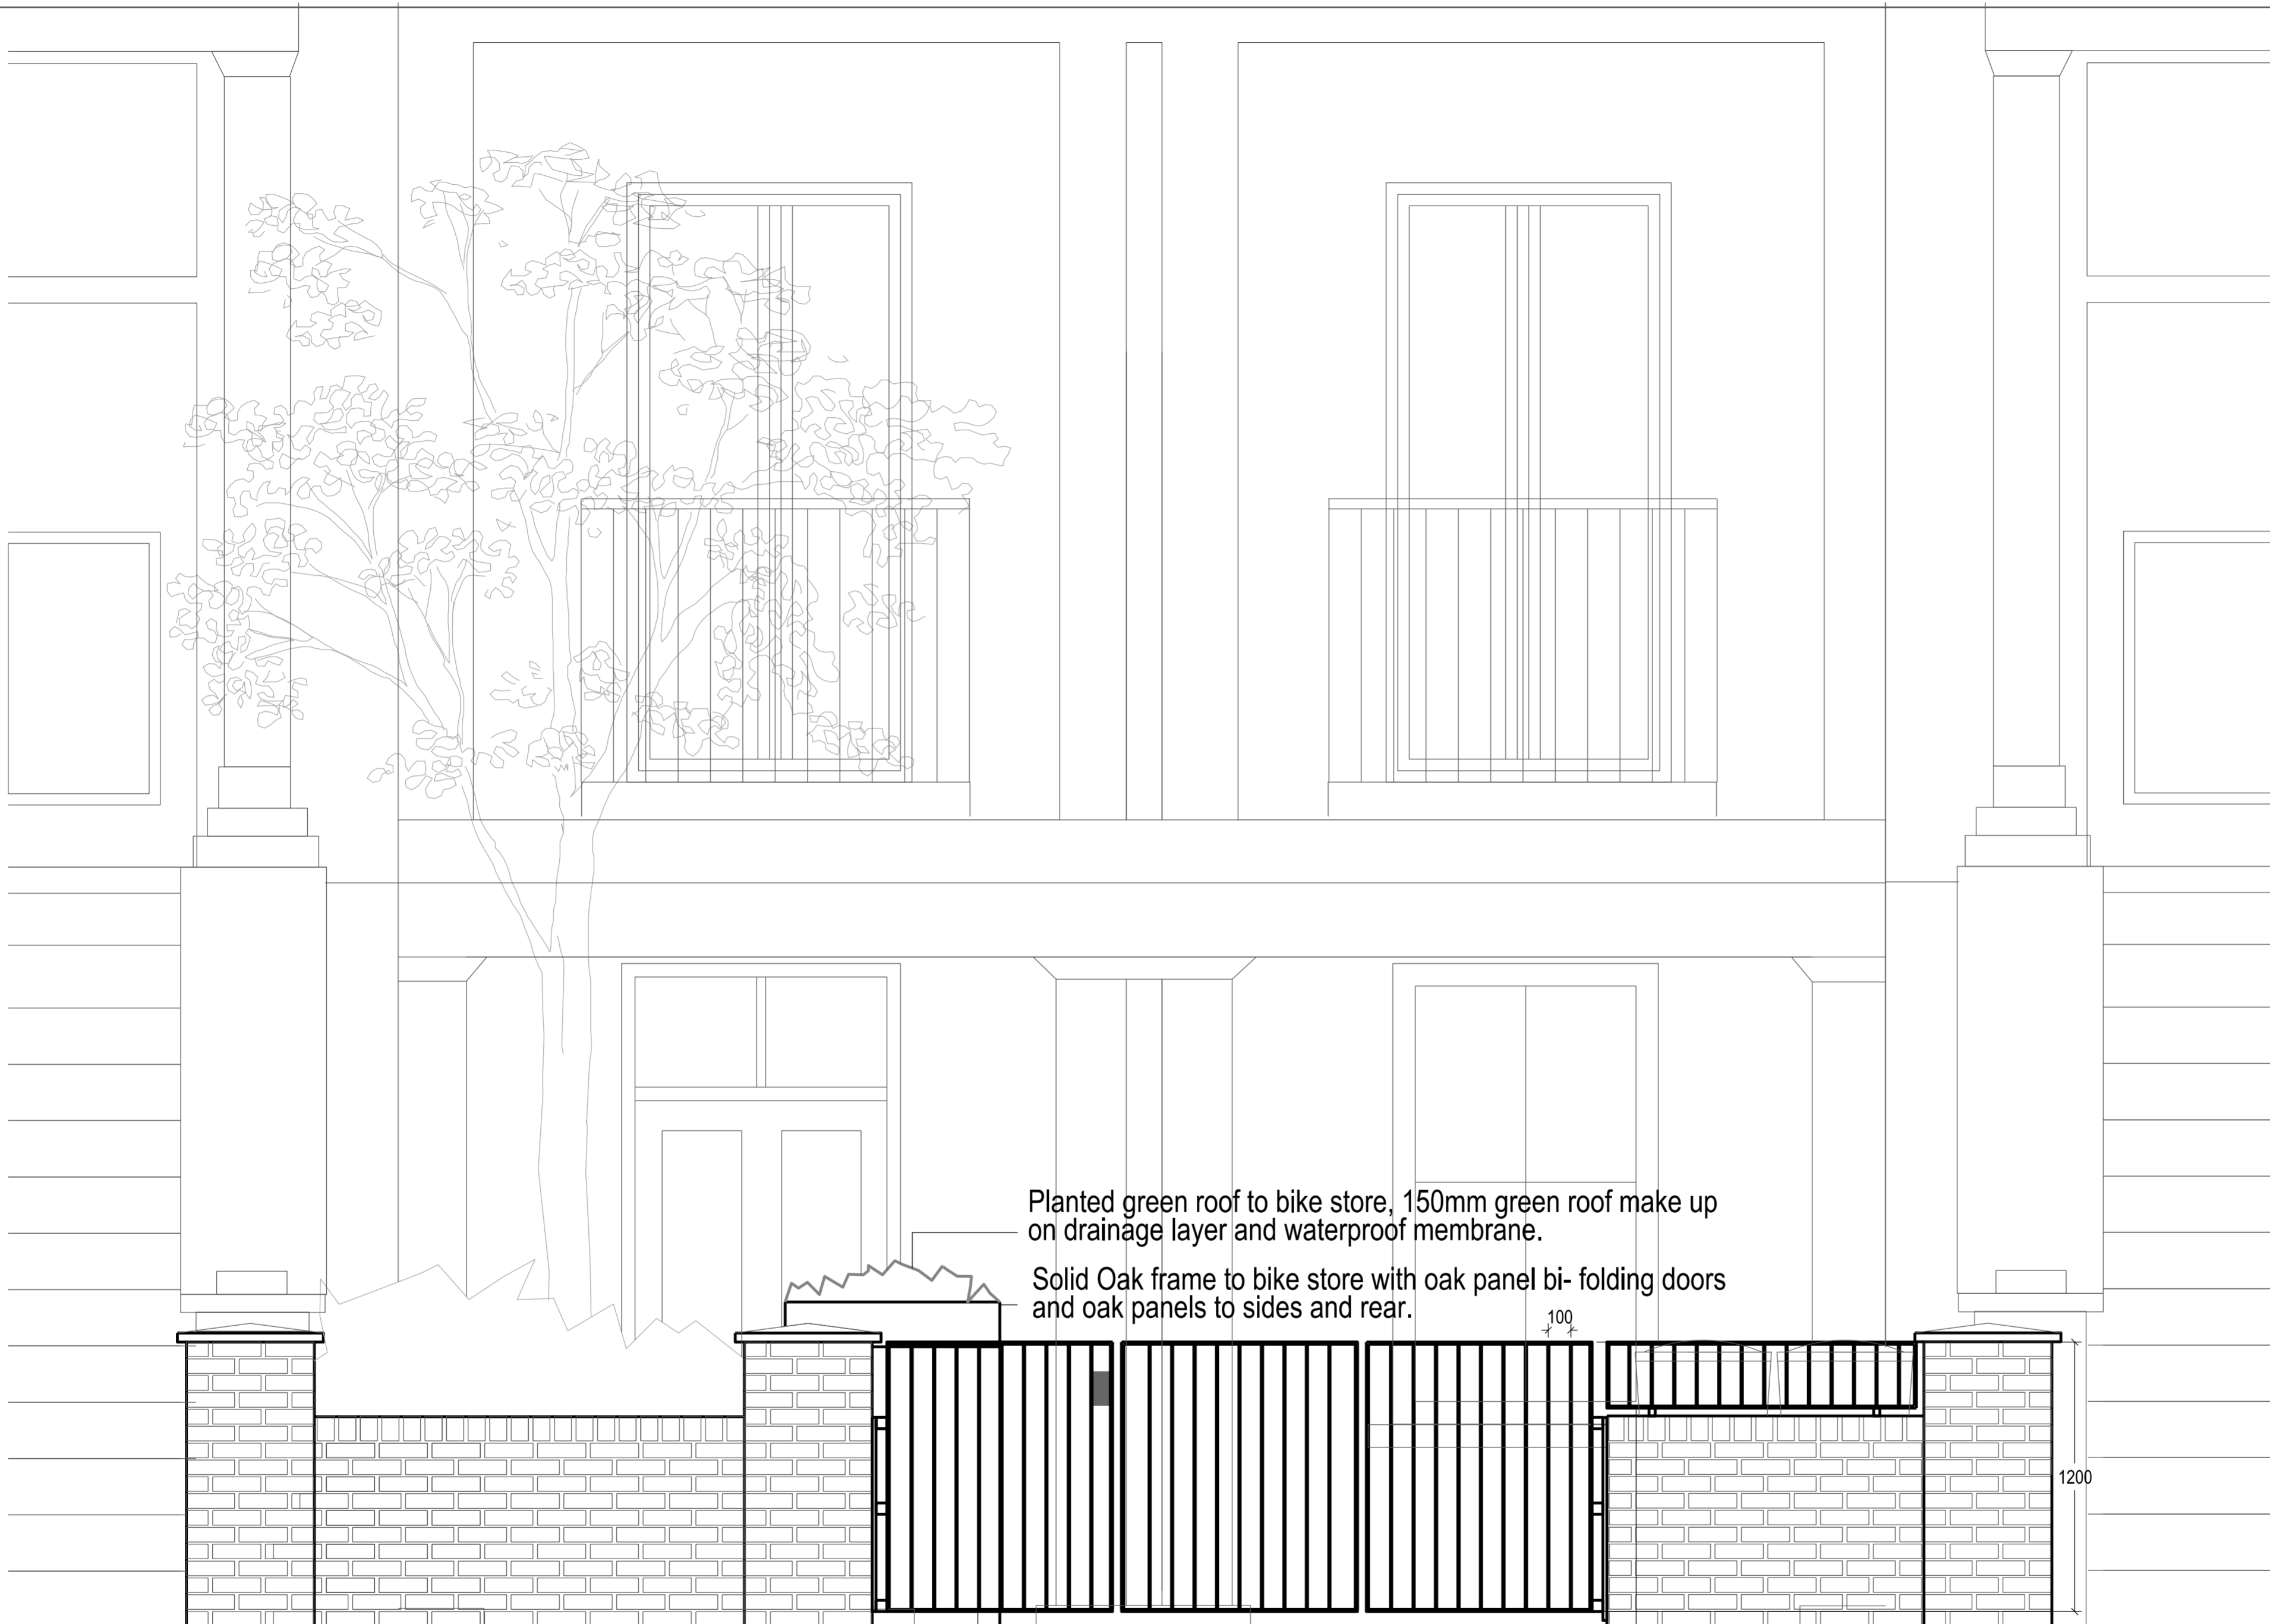 Planted green roof to bike store, 150mm green roof make up
on drainage layer and waterproof membrane.
Solid Oak frame to bike store with oak panel bi- folding doors
and oak panels to sides and rear.
100
1200